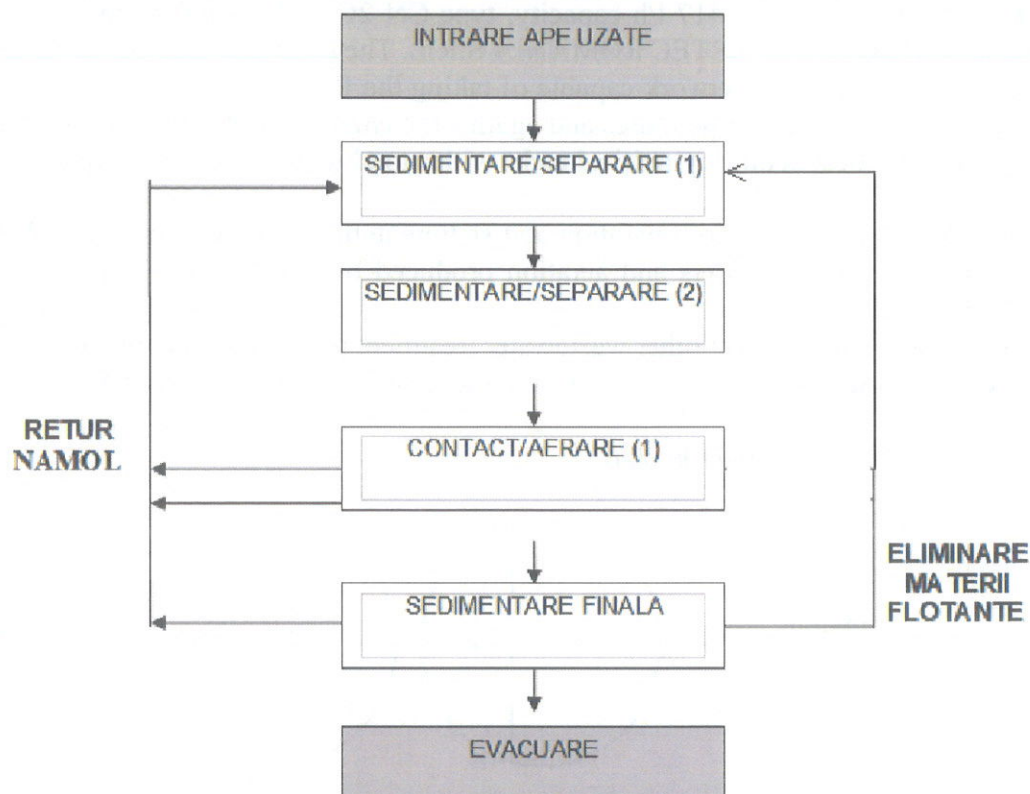 INTRARE APE UZATE
SEDIMENTARE/SEPARARE (1)
SEDIMENTARE/SEPARARE (2)
RETUR
NAMOL
CONTACT/AERARE (1)
ELIMINARE
MATERII
FLOTANTE
SEDIMENTARE FINALA
EVACUARE